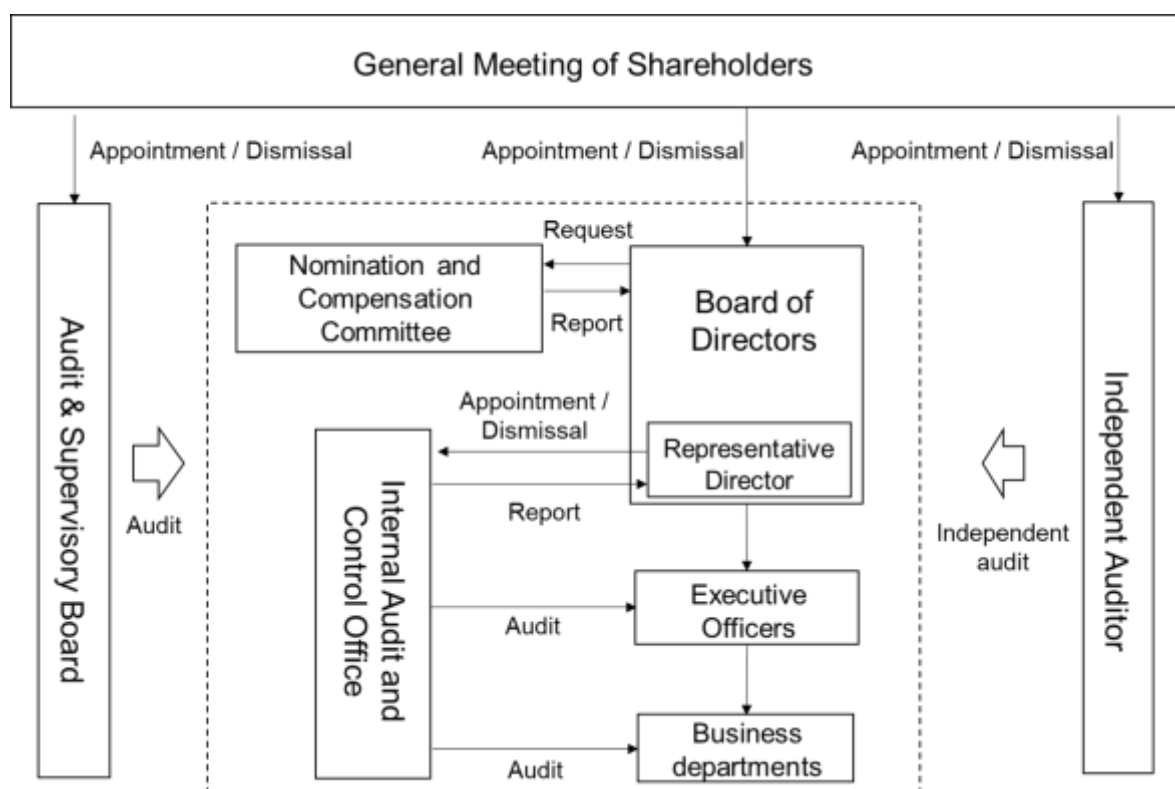 General Meeting of Shareholders
Appointment / Dismissal
Appointment / Dismissal
Appointment / Dismissal
Audit & Supervisory Board
Audit
Request
Nomination and
Compensation
Committee
Report
Board of
Directors
Appointment /
Dismissal
Representative
Director
Report
Internal Audit and
Control Office
Audit
Executive
Officers
Audit
Business
departments
Independent
audit
Independent Auditor